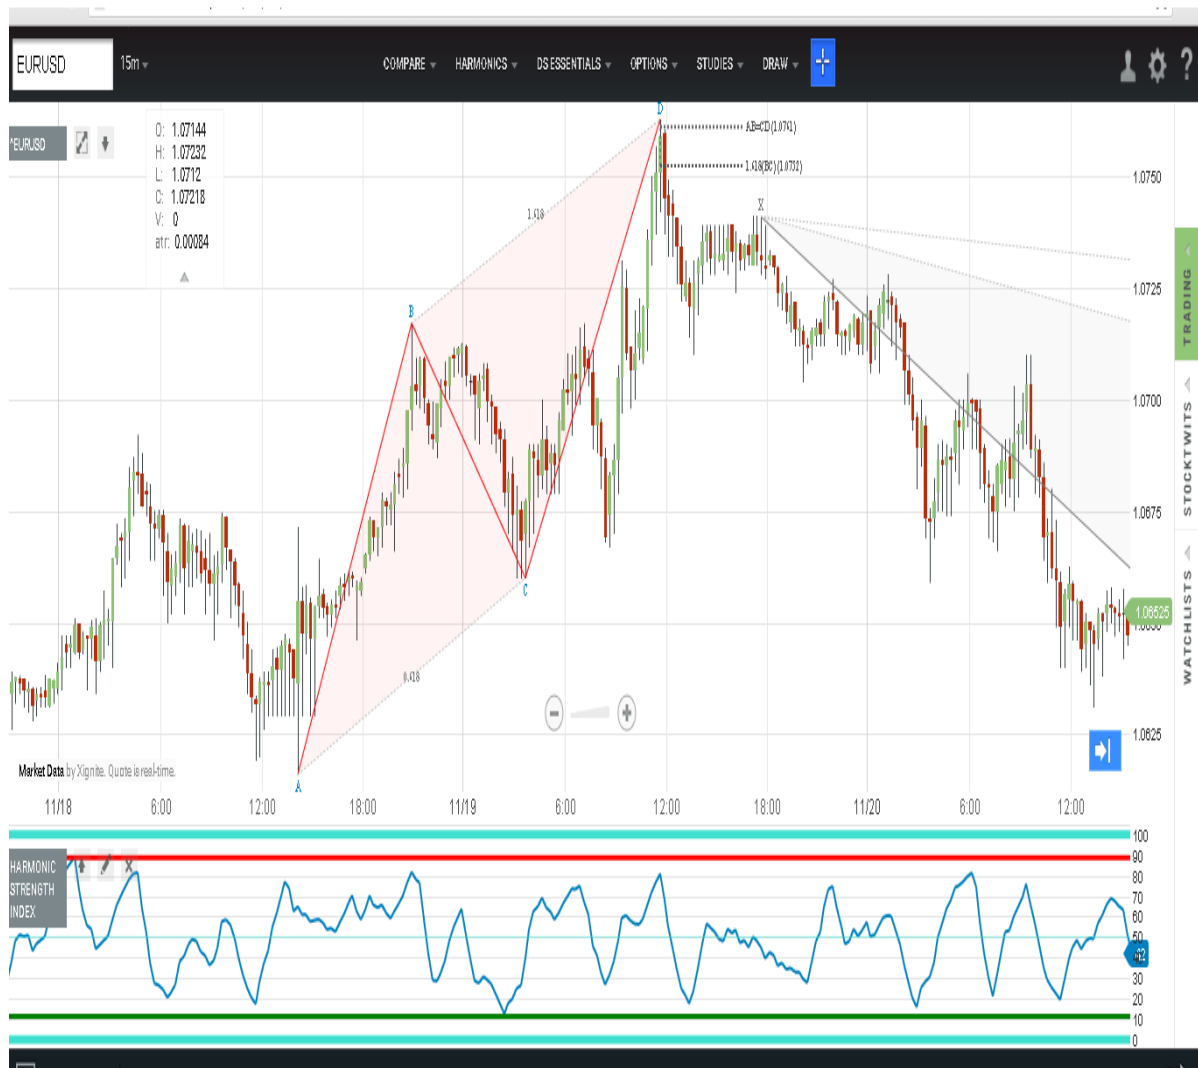 EURUSD
15m
COMPARE
HARMONICS
DS ESSENTIALS
OPTIONS
STUDIES
DRAW
?
^EURUSD
O: 1.07144
H: 1.07232
L: 1.0712
C: 1.07218
V: 0
atr: 0.00084
D
AB=CD (1.0761)
1.618(BC) (1.0752)
X
1.618
B
C
0.618
A
1.0750
1.0725
1.0700
1.0675
1.06525
1.0650
1.0625
TRADING
STOCKTWITS
WATCHLISTS
Market Data by Xignite. Quote is real-time.
11/18
6:00
12:00
18:00
11/19
6:00
12:00
18:00
11/20
6:00
12:00
HARMONIC
STRENGTH
INDEX
100
90
80
70
60
50
40
30
20
10
0